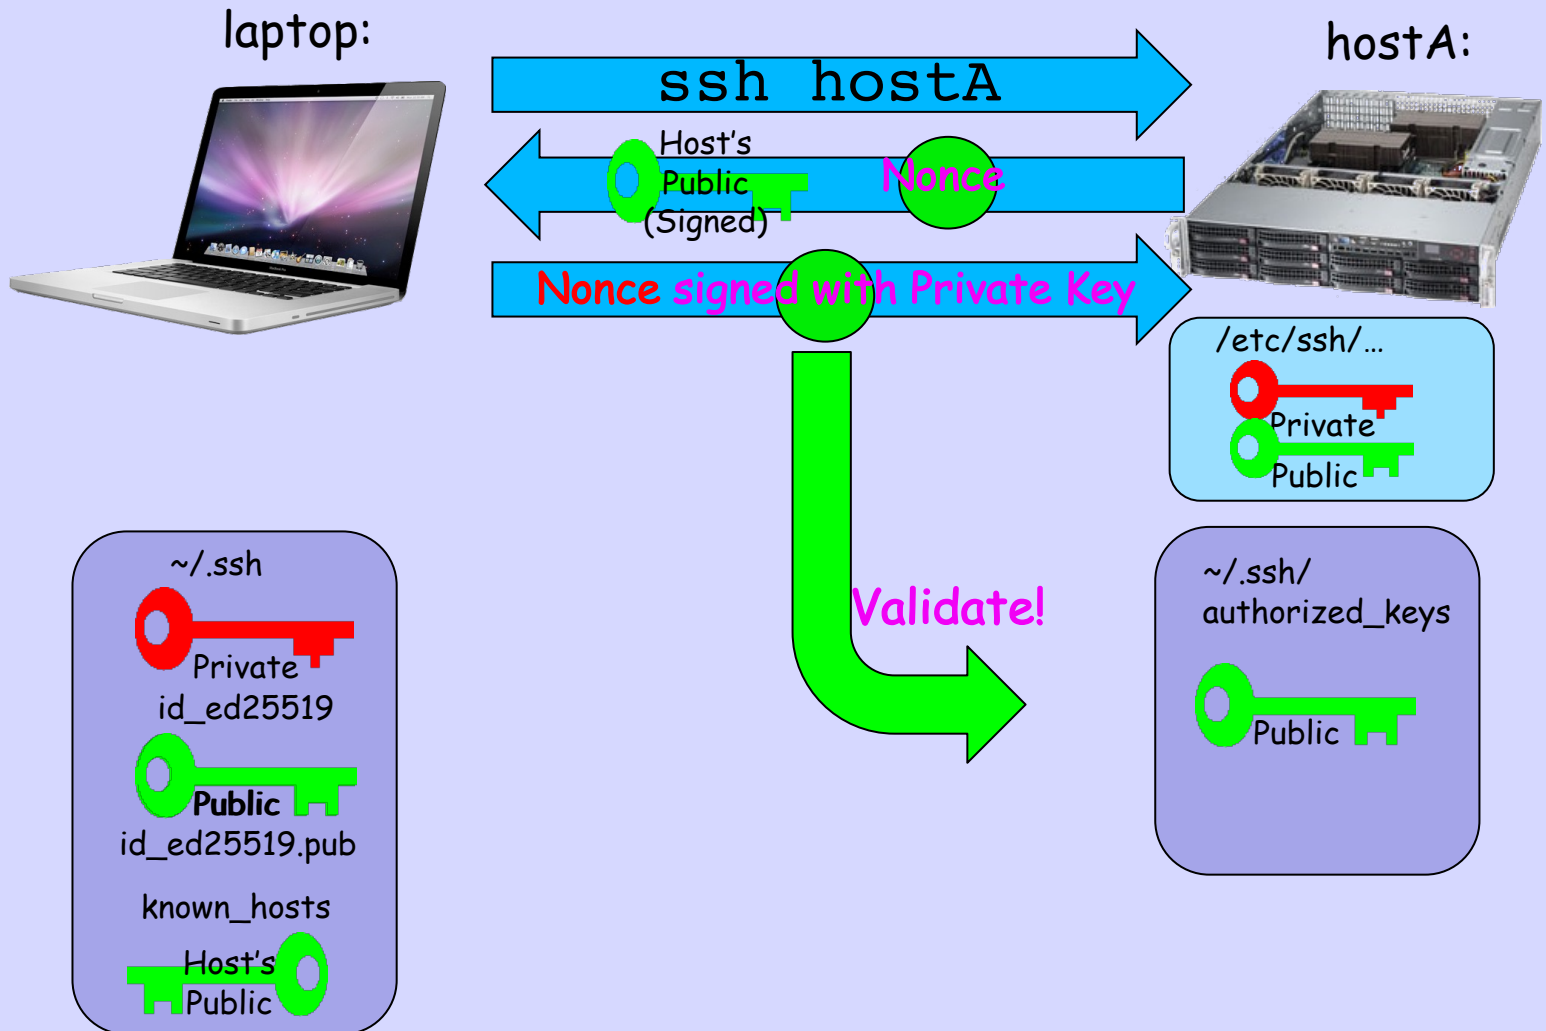 laptop:
hostA:
ssh hostA
Host's
Public
(Signed)
Nonce
Nonce signed with Private Key
/etc/ssh/…
Private
Public
Validate!
~/.ssh
Private
id_ed25519
Public
id_ed25519.pub
known_hosts
Host's
Public
~/.ssh/
authorized_keys
Public